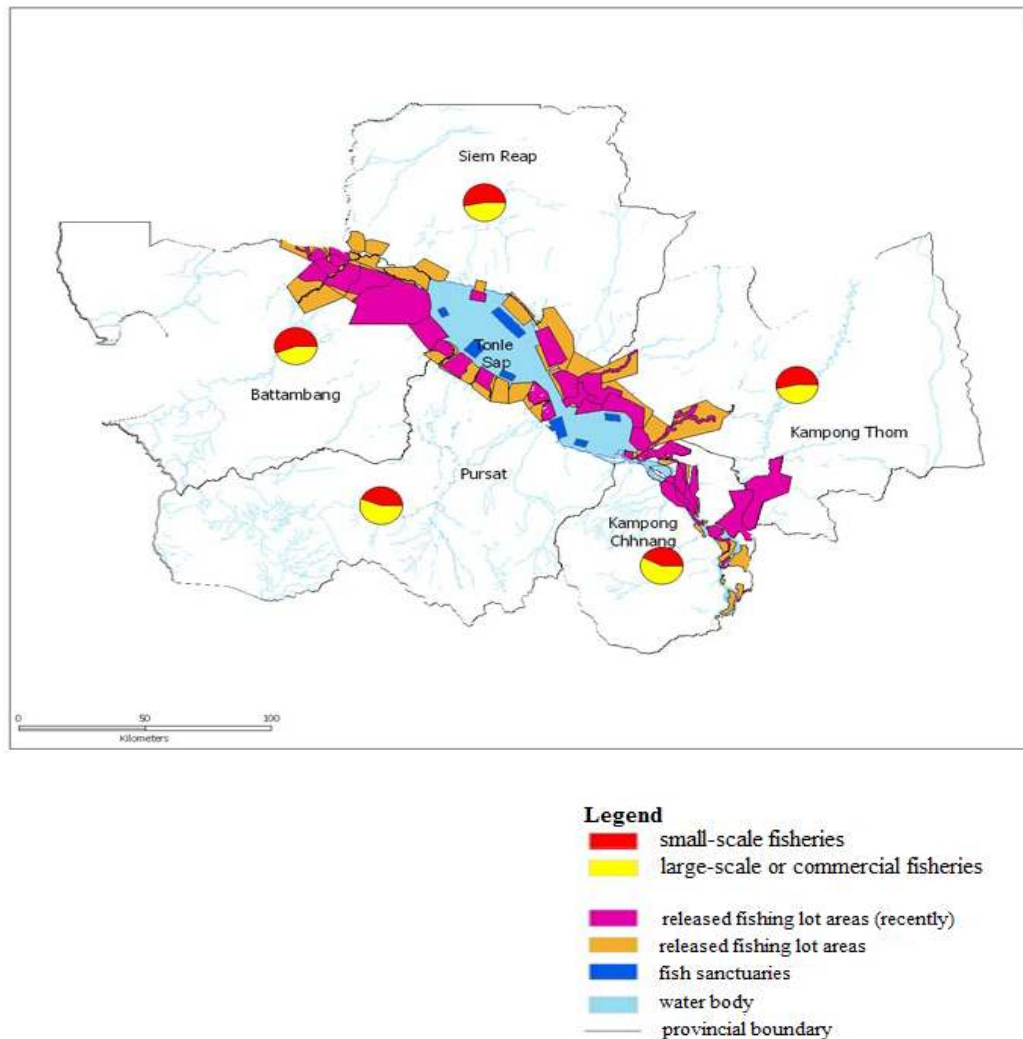 Siem Reap
Tonle
Sap
Battambang
Kampong Thom
Pursat
Kampong
Chhnang
0 50 100
Kilometers
Legend
small-scale fisheries
large-scale or commercial fisheries
released fishing lot areas (recently)
released fishing lot areas
fish sanctuaries
water body
provincial boundary